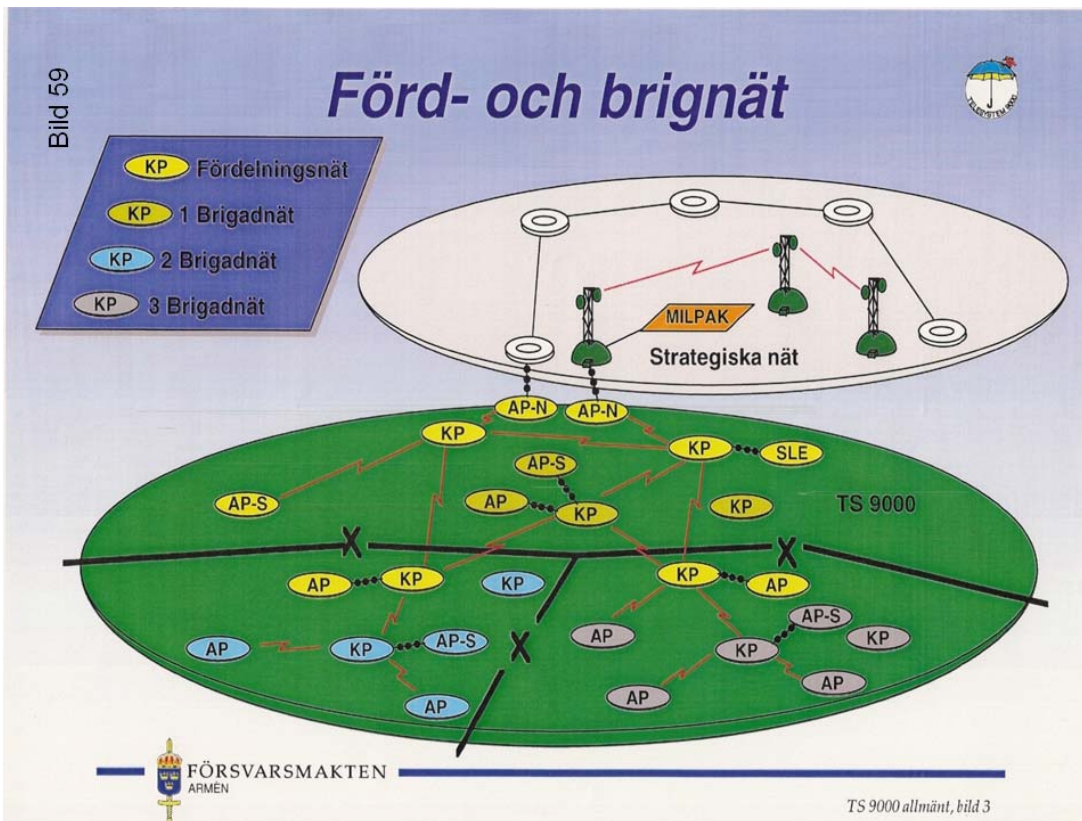 Bild 59
Förd- och brignät
TELESYSTEM 9000
KP Fördelningsnät
KP 1 Brigadnät
KP 2 Brigadnät
KP 3 Brigadnät
MILPAK
Strategiska nät
AP-N AP-N
KP KP SLE
AP-S
AP-S AP KP KP TS 9000
X X
AP KP KP KP AP
X
AP KP AP-S AP KP AP-S KP
AP AP AP
FÖRSVARSMAKTEN
ARMÉN
TS 9000 allmänt, bild 3